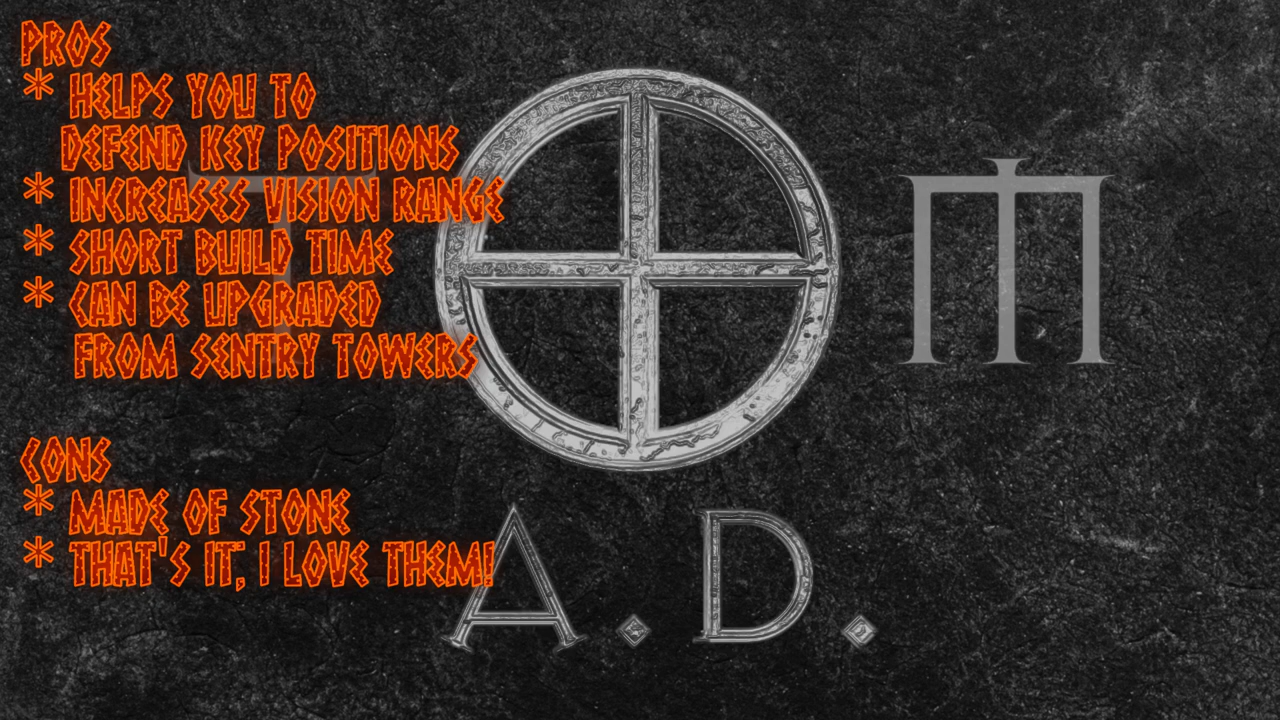 PROS
* HELPS YOU TO
DEFEND KEY POSITIONS
* INCREASES VISION RANGE
* SHORT BUILD TIME
* CAN BE UPGRADED
FROM SENTRY TOWERS
CONS
* MADE OF STONE
* THAT'S IT, I LOVE THEM!
T
A.D.